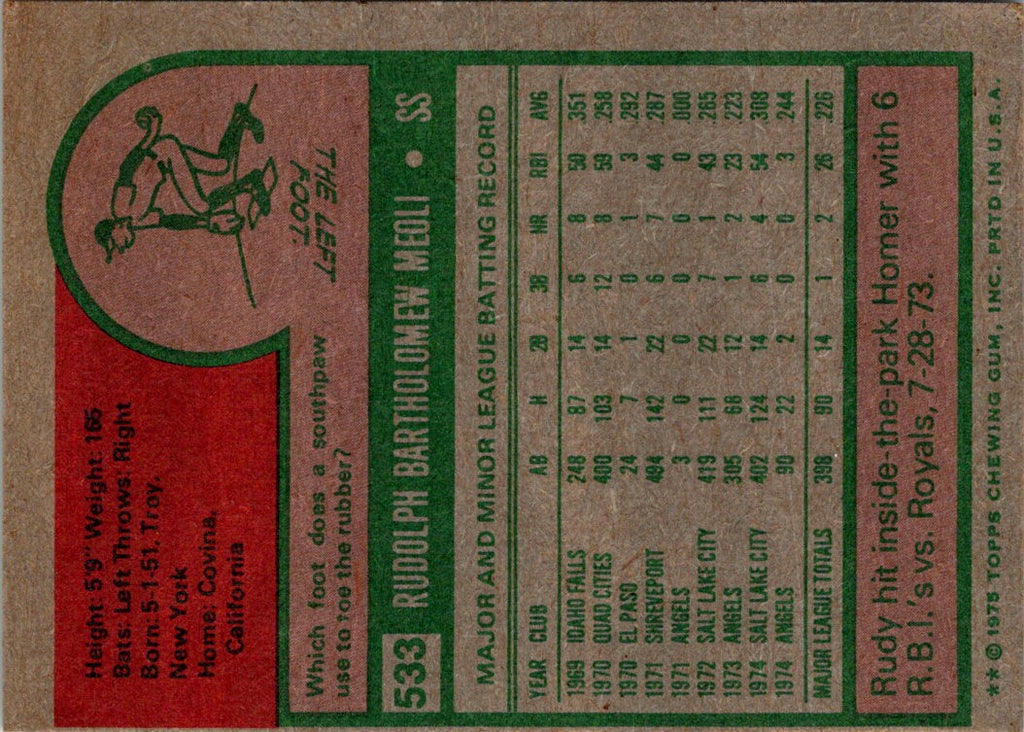 533 RUDOLPH BARTHOLOMEW MEOLI • SS
Height: 5'9" Weight: 165
Bats: Left Throws: Right
Born: 5-1-51, Troy,
New York
Home: Covina,
California
Which foot does a southpaw
use to toe the rubber?
THE LEFT
FOOT.
MAJOR AND MINOR LEAGUE BATTING RECORD
YEAR CLUB AB H 2B 3B HR RBI AVG
1969 IDAHO FALLS 248 87 14 6 8 50 .351
1970 QUAD CITIES 400 103 14 12 8 59 .258
1970 EL PASO 24 7 1 0 1 3 .292
1971 SHREVEPORT 494 142 22 6 7 44 .287
1971 ANGELS 3 0 0 0 0 0 .000
1972 SALT LAKE CITY 419 111 22 7 1 43 .265
1973 ANGELS 305 68 12 1 2 23 .223
1974 SALT LAKE CITY 402 124 14 6 4 54 .308
1974 ANGELS 90 22 2 0 0 3 .244
MAJOR LEAGUE TOTALS 398 90 14 1 2 26 .226
Rudy hit inside-the-park Homer with 6
R.B.I.'s vs. Royals, 7-28-73.
** © 1975 TOPPS CHEWING GUM, INC. PRTD. IN U.S.A.